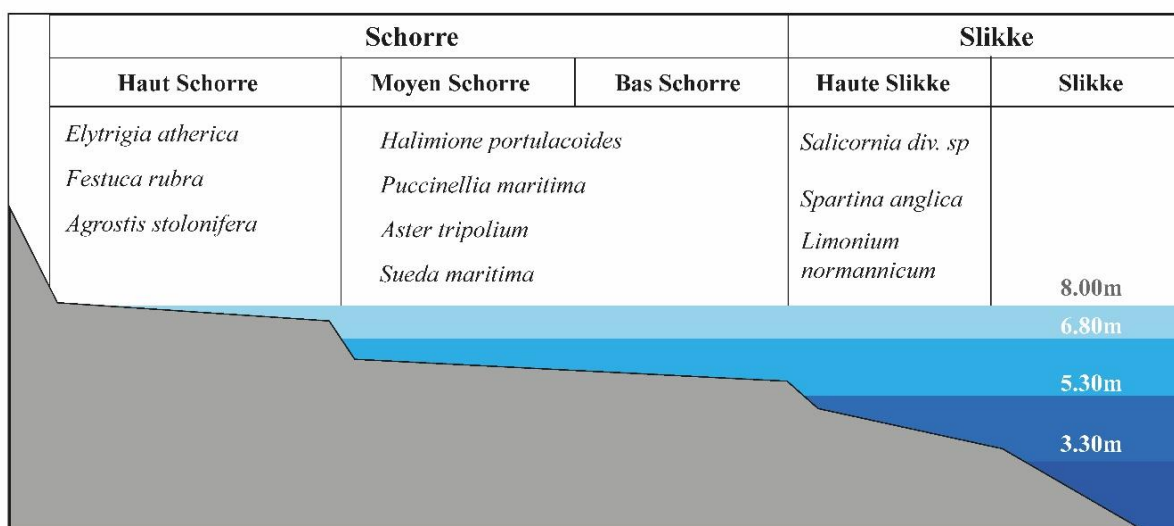 Schorre
Slikke
Haut Schorre
Moyen Schorre
Bas Schorre
Haute Slikke
Slikke
Elytrigia atherica
Festuca rubra
Agrostis stolonifera
Halimione portulacoides
Puccinellia maritima
Aster tripolium
Sueda maritima
Salicornia div. sp
Spartina anglica
Limonium
normannicum
8.00m
6.80m
5.30m
3.30m